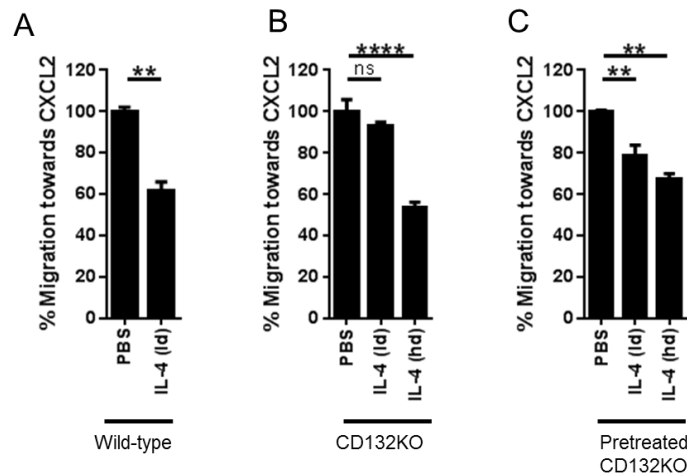 A
% Migration towards CXCL2
120
100
80
60
40
20
0
**
PBS
IL-4 (ld)
Wild-type
B
% Migration towards CXCL2
120
100
80
60
40
20
0
****
ns
PBS
IL-4 (ld)
IL-4 (hd)
CD132KO
C
% Migration towards CXCL2
120
100
80
60
40
20
0
**
**
PBS
IL-4 (ld)
IL-4 (hd)
Pretreated
CD132KO